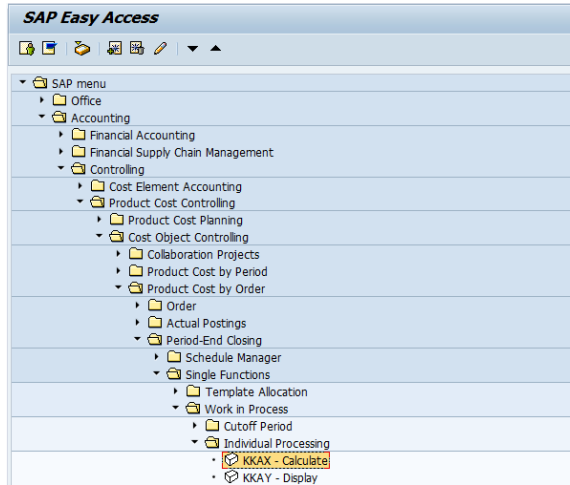 SAP Easy Access
SAP menu
Office
Accounting
Financial Accounting
Financial Supply Chain Management
Controlling
Cost Element Accounting
Product Cost Controlling
Product Cost Planning
Cost Object Controlling
Collaboration Projects
Product Cost by Period
Product Cost by Order
Order
Actual Postings
Period-End Closing
Schedule Manager
Single Functions
Template Allocation
Work in Process
Cutoff Period
Individual Processing
KKAX - Calculate
KKAY - Display